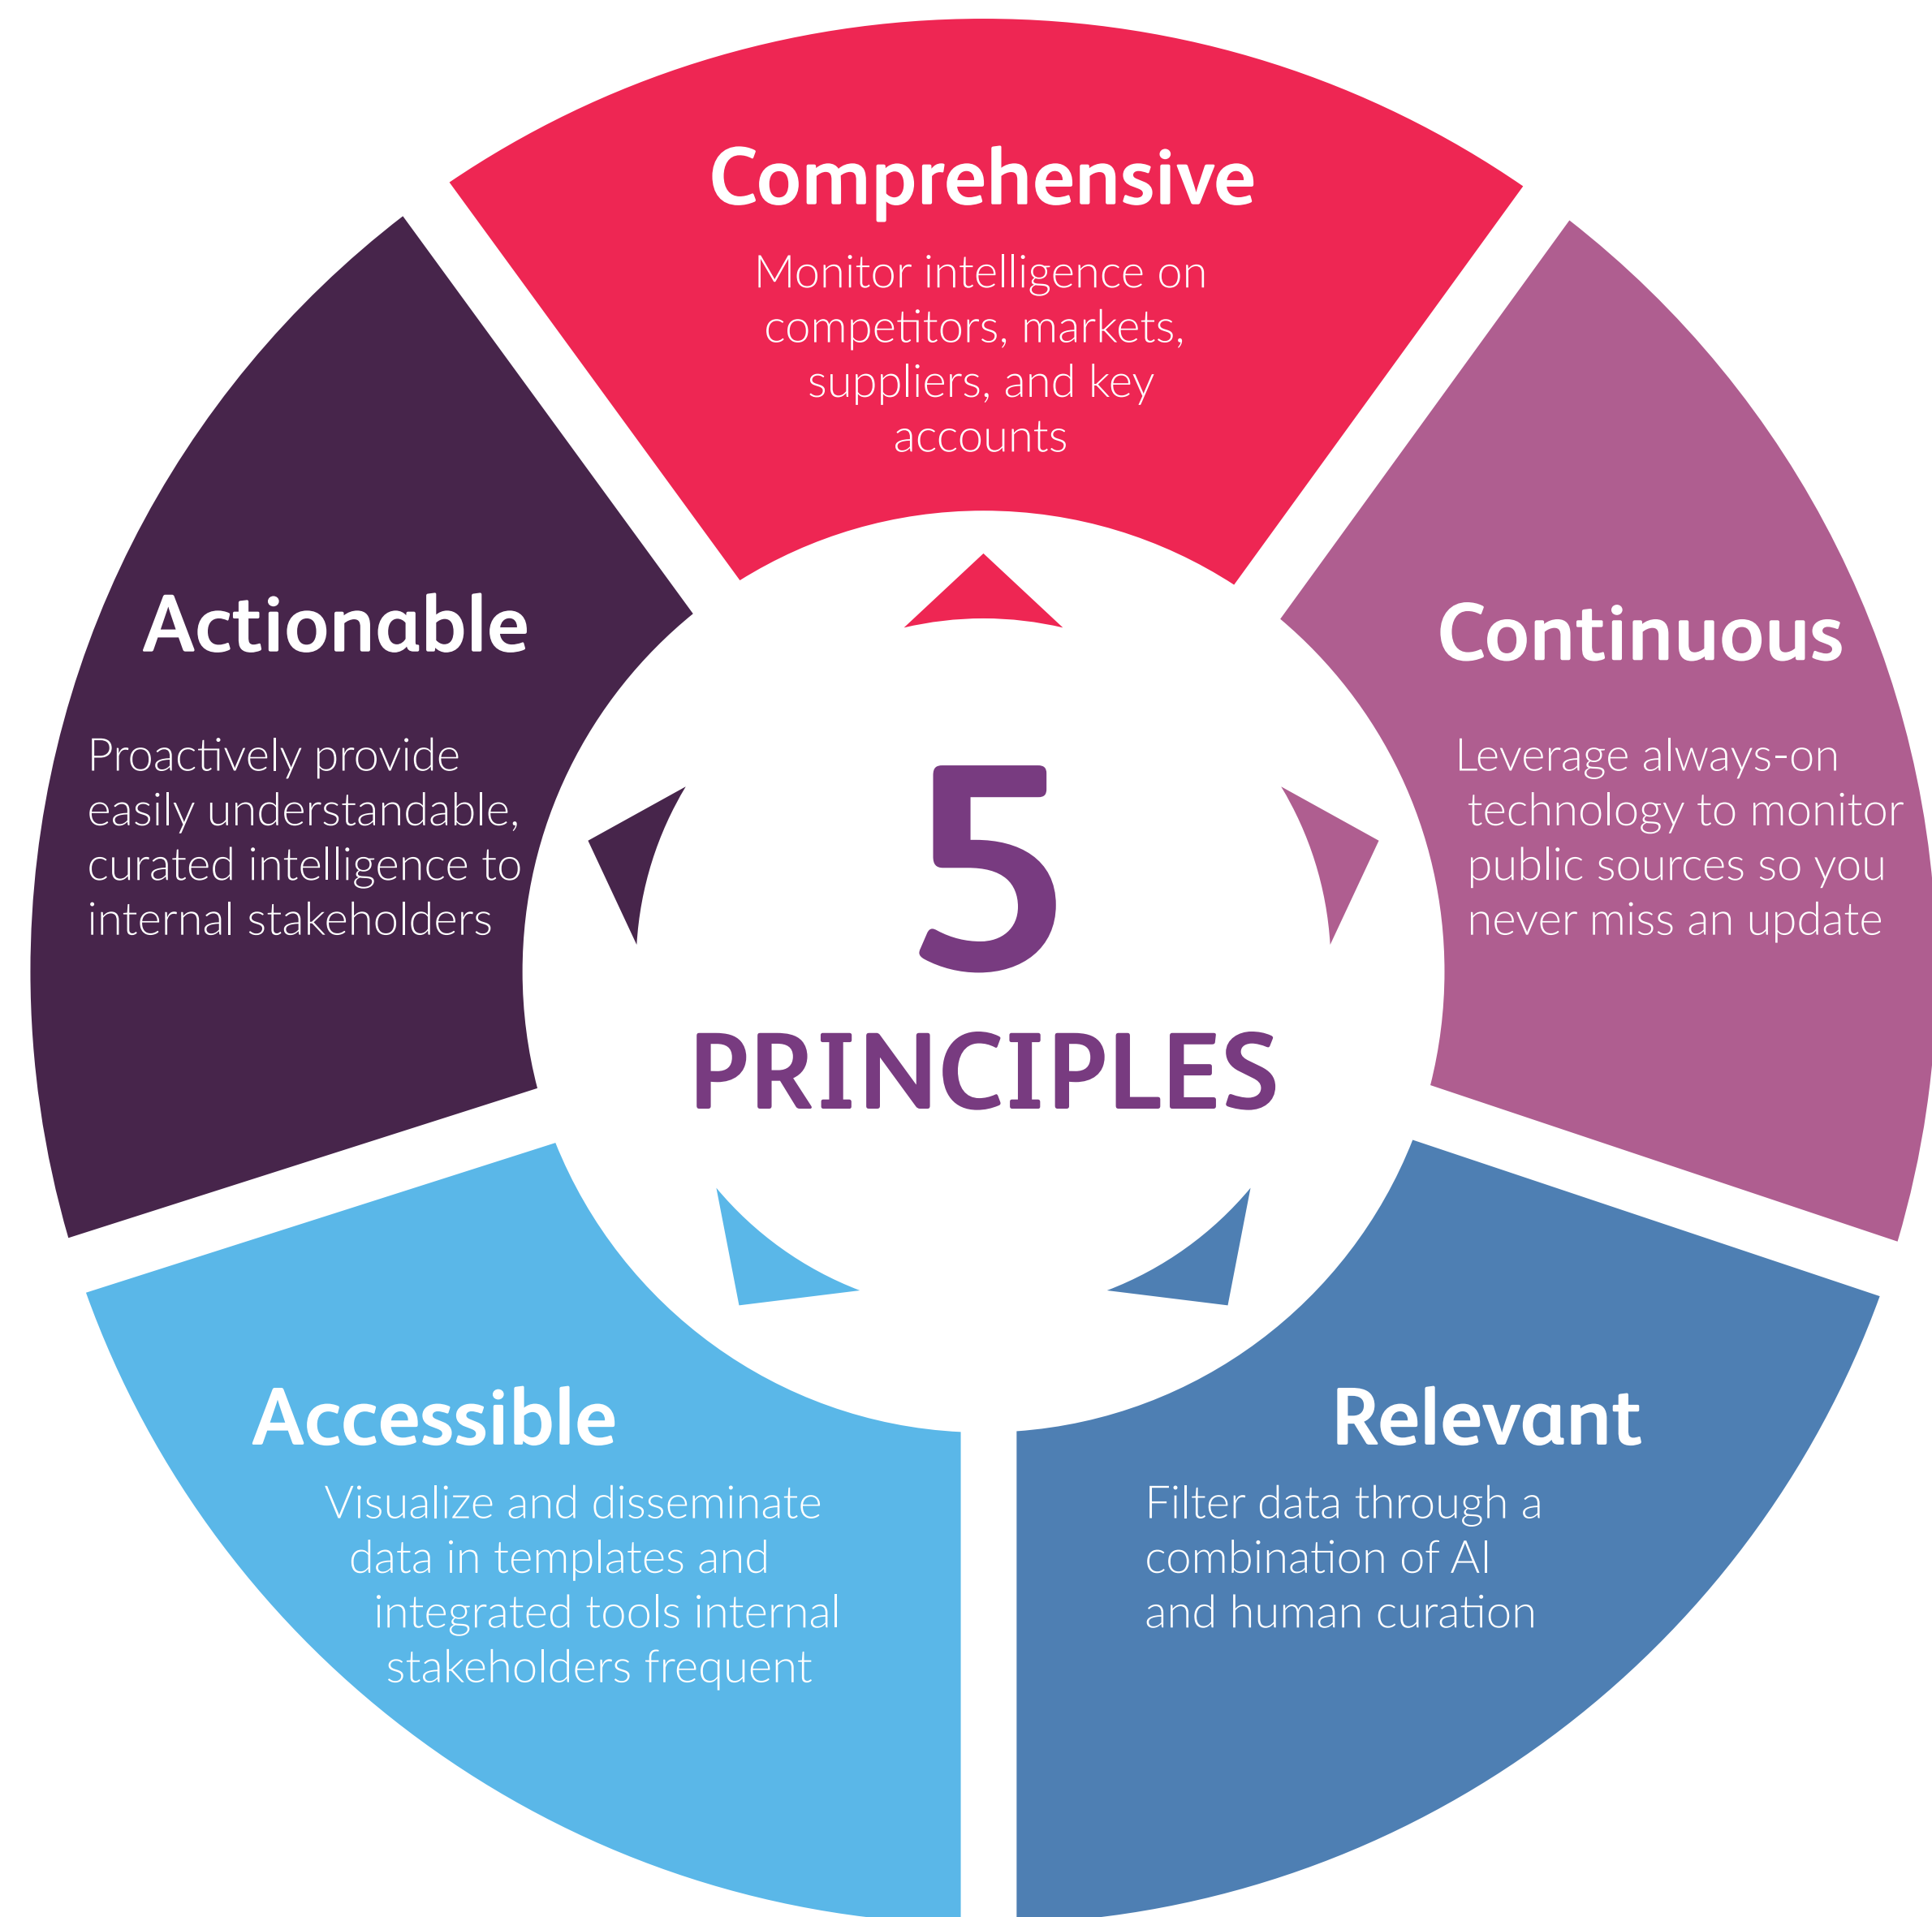 Comprehensive
Monitor intelligence on
competitors, markets,
suppliers, and key
accounts
Continuous
Leverage always-on
technology to monitor
public sources so you
never miss an update
Relevant
Filter data through a
combination of AI
and human curation
Accessible
Visualize and disseminate
data in templates and
integrated tools internal
stakeholders frequent
Actionable
Proactively provide
easily understandable,
curated intelligence to
internal stakeholders
5
PRINCIPLES